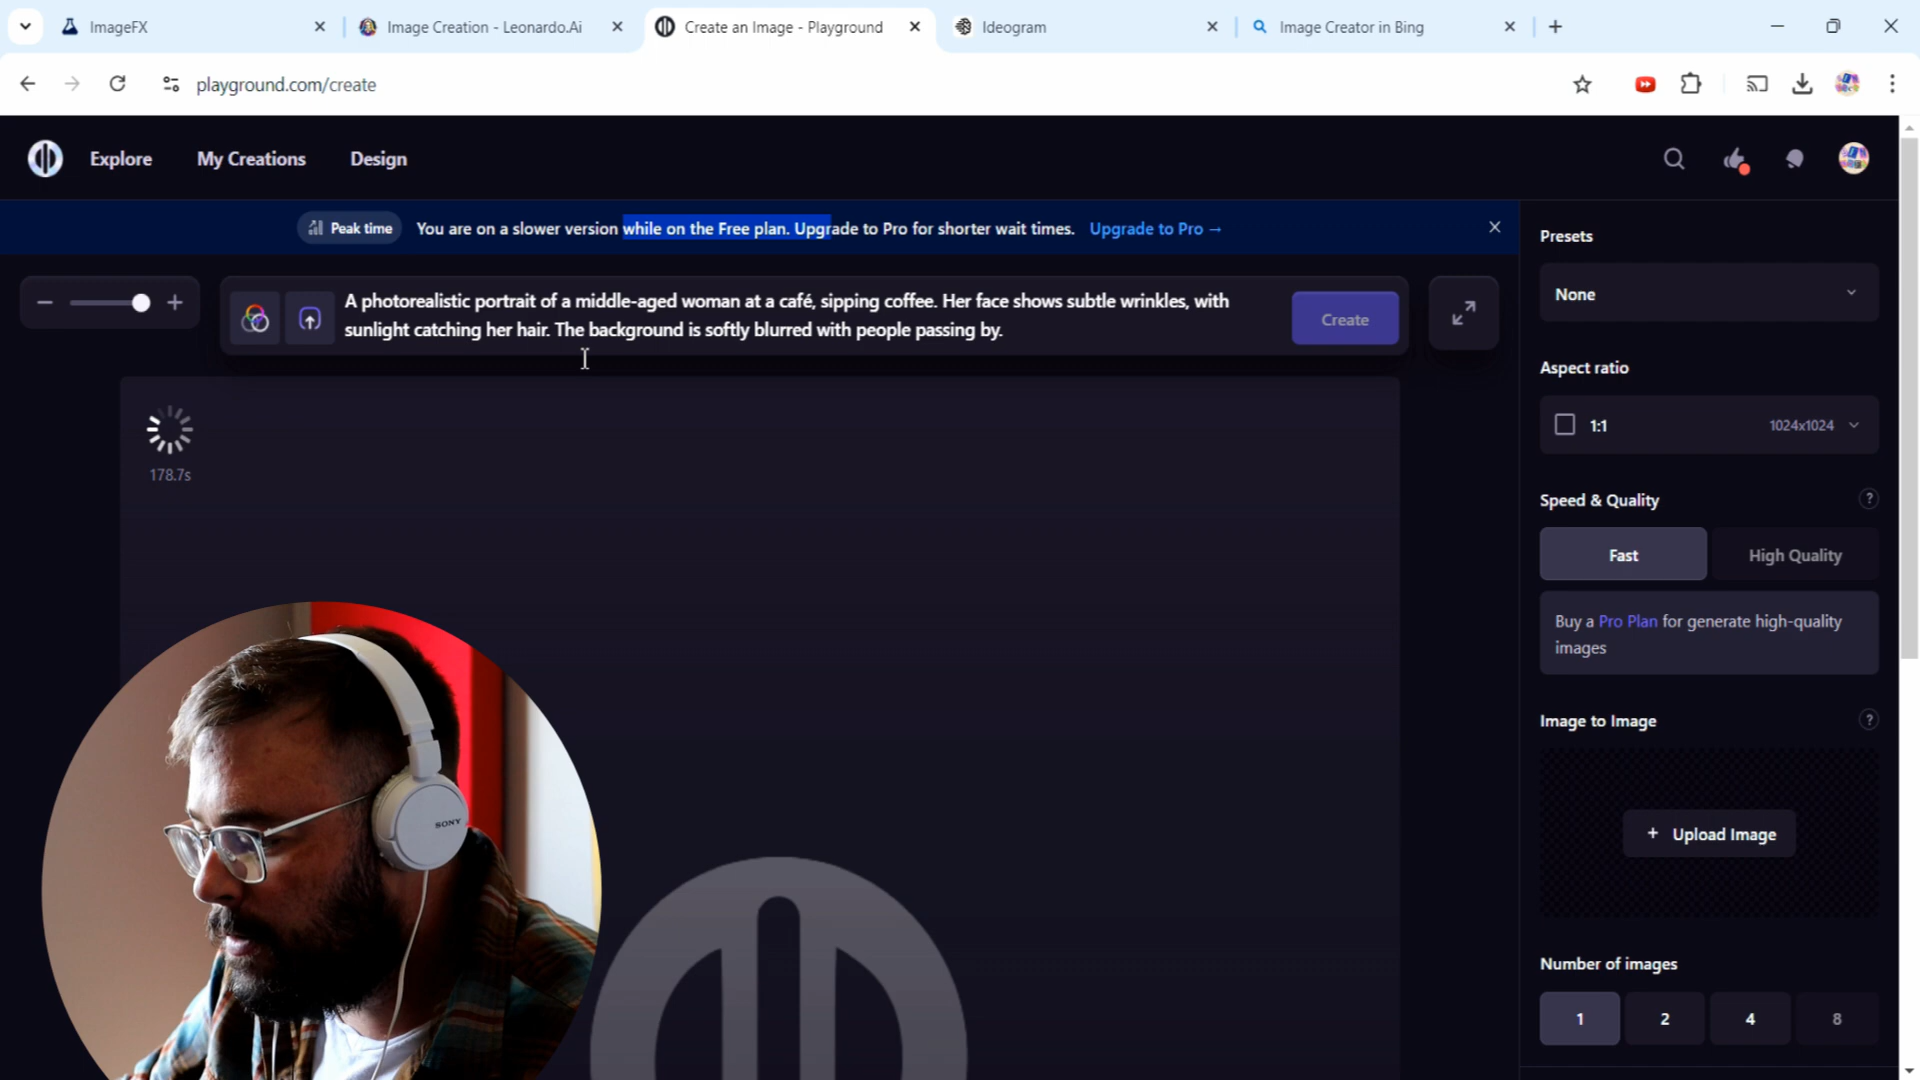 ImageFX
Image Creation - Leonardo.Ai
Create an Image - Playground
Ideogram
Image Creator in Bing
playground.com/create
Explore
My Creations
Design
Peak time
You are on a slower version while on the Free plan. Upgrade to Pro for shorter wait times.
Upgrade to Pro →
A photorealistic portrait of a middle-aged woman at a café, sipping coffee. Her face shows subtle wrinkles, with
sunlight catching her hair. The background is softly blurred with people passing by.
Create
178.7s
Presets
None
Aspect ratio
1:1
1024x1024
Speed & Quality
?
Fast
High Quality
Buy a Pro Plan for generate high-quality
images
Image to Image
?
+ Upload Image
Number of images
1
2
4
8
SONY